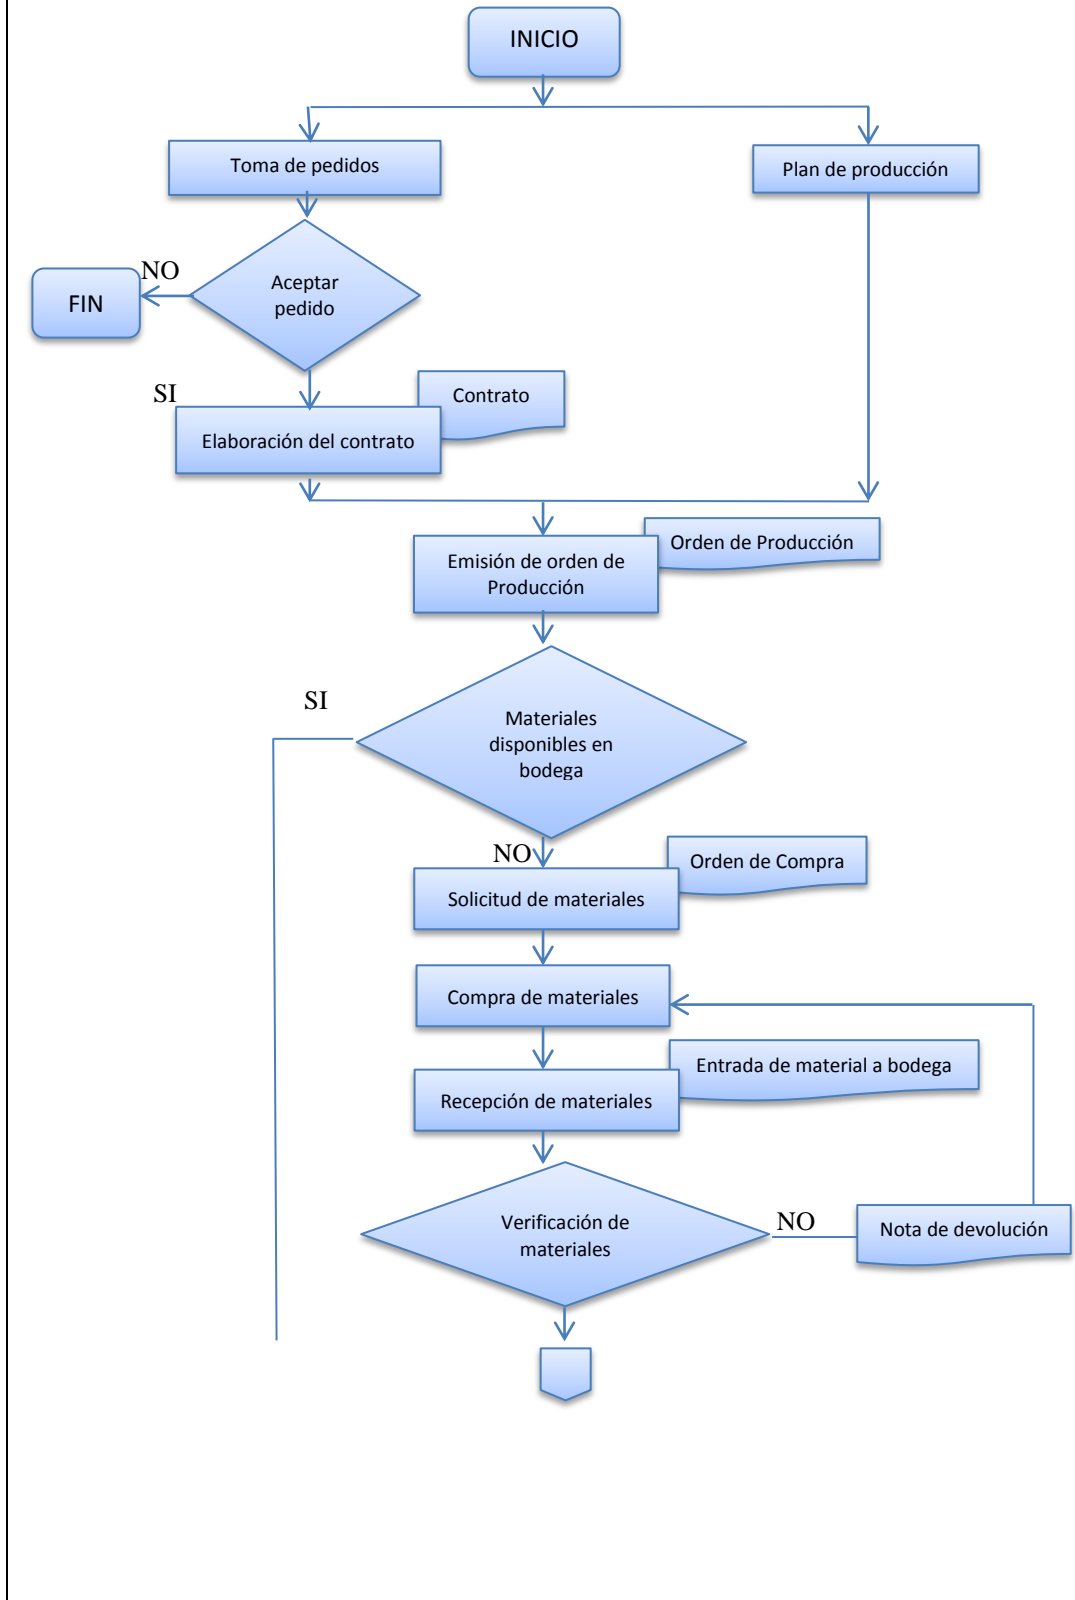 INICIO
Toma de pedidos
Plan de producción
Aceptar
pedido
NO
FIN
SI
Contrato
Elaboración del contrato
Orden de Producción
Emisión de orden de
Producción
SI
Materiales
disponibles en
bodega
NO
Orden de Compra
Solicitud de materiales
Compra de materiales
Entrada de material a bodega
Recepción de materiales
Verificación de
materiales
NO
Nota de devolución